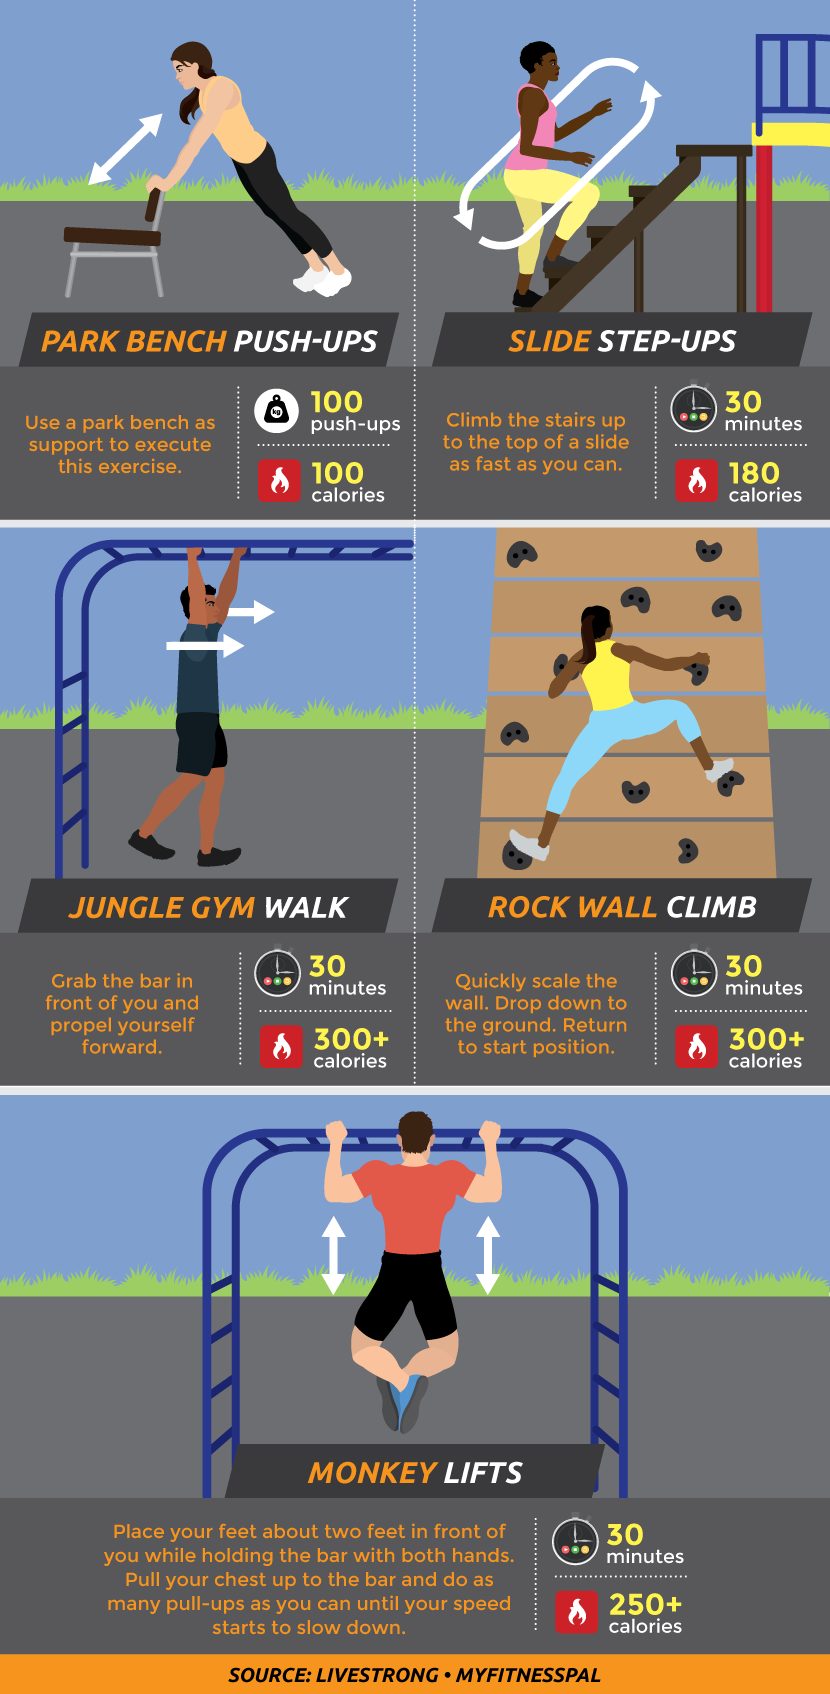 PARK BENCH PUSH-UPS
Use a park bench as
support to execute
this exercise.
kg
100
push-ups
100
calories
SLIDE STEP-UPS
Climb the stairs up
to the top of a slide
as fast as you can.
30
minutes
180
calories
JUNGLE GYM WALK
Grab the bar in
front of you and
propel yourself
forward.
30
minutes
300+
calories
ROCK WALL CLIMB
Quickly scale the
wall. Drop down to
the ground. Return
to start position.
30
minutes
300+
calories
MONKEY LIFTS
Place your feet about two feet in front of
you while holding the bar with both hands.
Pull your chest up to the bar and do as
many pull-ups as you can until your speed
starts to slow down.
30
minutes
250+
calories
SOURCE: LIVESTRONG • MYFITNESSPAL